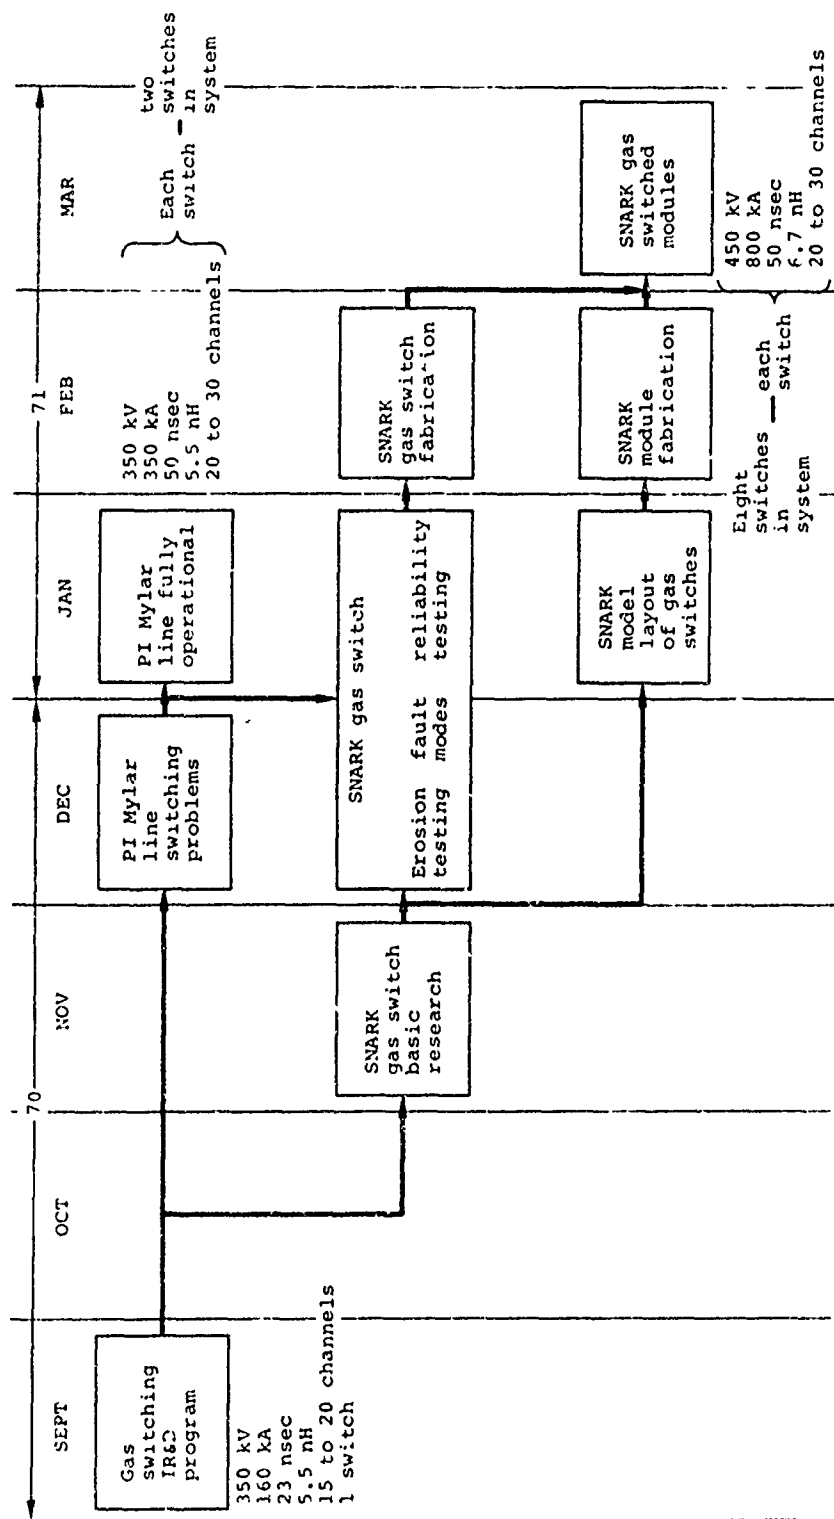 70
71
SEPT
OCT
NOV
DEC
JAN
FEB
MAR
Gas
switching
IR&D
program
350 kV
160 kA
23 nsec
5.5 nH
15 to 20 channels
1 switch
PI Mylar
line
switching
problems
PI Mylar
line fully
operational
350 kV
350 kA
50 nsec
5.5 nH
20 to 30 channels
Each
switch
two
switches
in
system
SNARK
gas switch
basic
research
SNARK gas switch
Erosion fault reliability
testing modes testing
SNARK
gas switch
fabrication
SNARK
model
layout
of gas
switches
SNARK
module
fabrication
SNARK gas
switched
modules
Eight
switches
in
system
each
switch
450 kV
800 kA
50 nsec
6.7 nH
20 to 30 channels